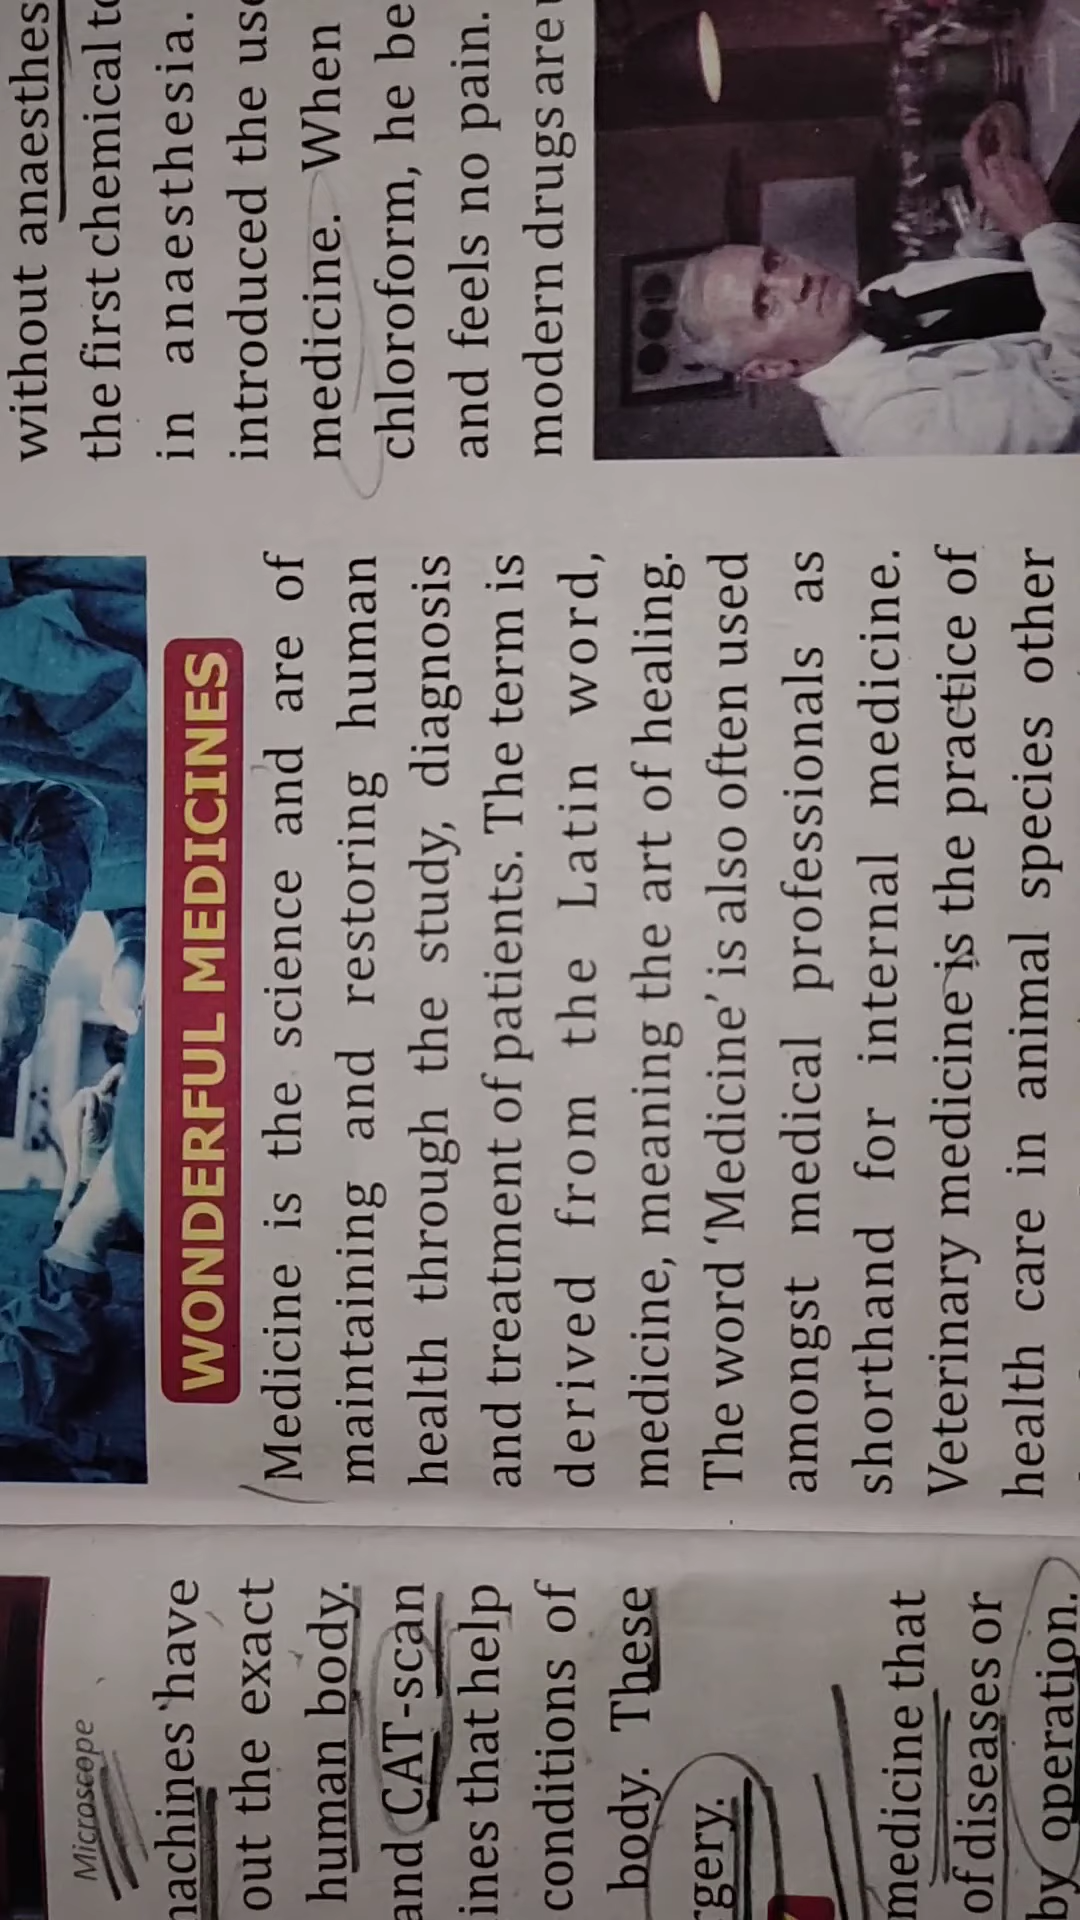 Microscope
machines have
out the exact
human body.
and CAT-scan
ines that help
conditions of
body. These
gery.
medicine that
of diseases or
by operation.
WONDERFUL MEDICINES
Medicine is the science and are of
maintaining and restoring human
health through the study, diagnosis
and treatment of patients. The term is
derived from the Latin word,
medicine, meaning the art of healing.
The word ‘Medicine’ is also often used
amongst medical professionals as
shorthand for internal medicine.
Veterinary medicine is the practice of
health care in animal species other
without anaesthes
the first chemical to
in anaesthesia.
introduced the use
medicine. When
chloroform, he be
and feels no pain.
modern drugs are